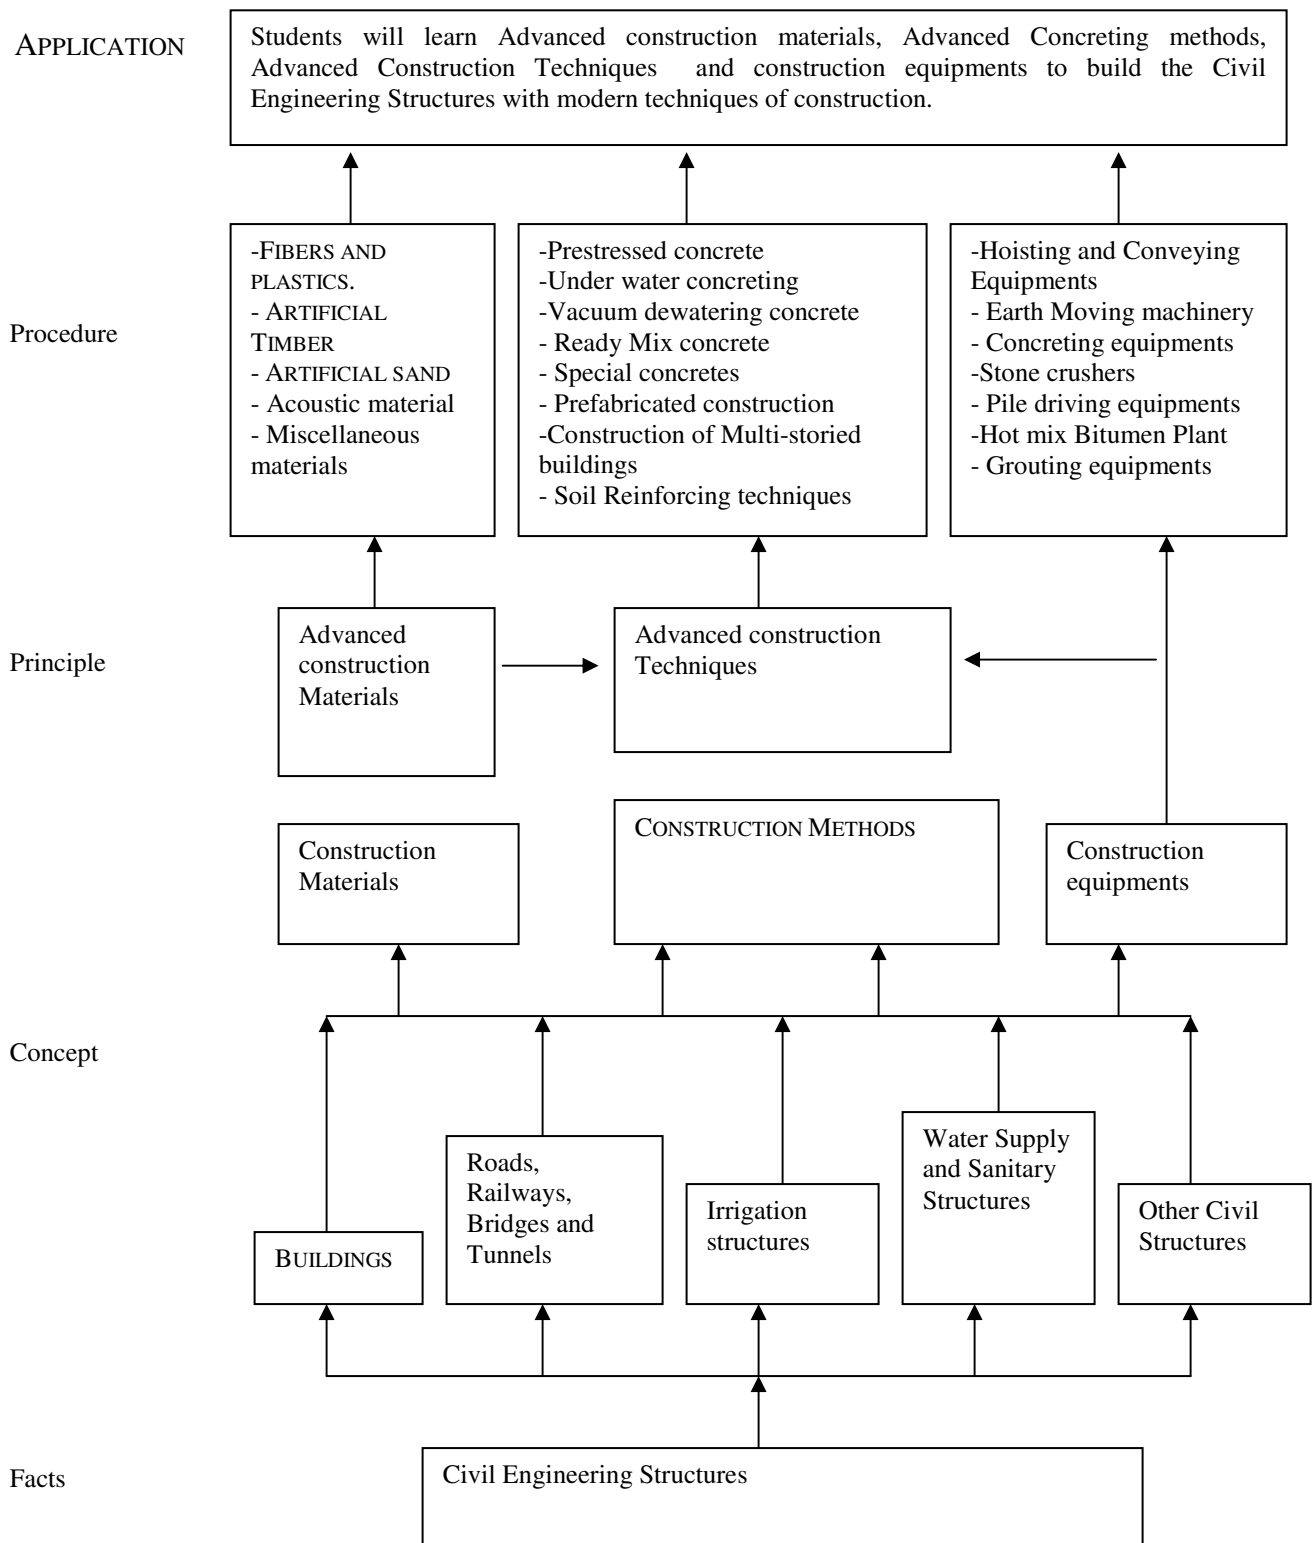 APPLICATION
Students will learn Advanced construction materials, Advanced Concreting methods,
Advanced Construction Techniques and construction equipments to build the Civil
Engineering Structures with modern techniques of construction.
Procedure
-FIBERS AND
PLASTICS.
- ARTIFICIAL
TIMBER
- ARTIFICIAL SAND
- Acoustic material
- Miscellaneous
materials
-Prestressed concrete
-Under water concreting
-Vacuum dewatering concrete
- Ready Mix concrete
- Special concretes
- Prefabricated construction
-Construction of Multi-storied
buildings
- Soil Reinforcing techniques
-Hoisting and Conveying
Equipments
- Earth Moving machinery
- Concreting equipments
-Stone crushers
- Pile driving equipments
-Hot mix Bitumen Plant
- Grouting equipments
Principle
Advanced
construction
Materials
Advanced construction
Techniques
Construction
Materials
CONSTRUCTION METHODS
Construction
equipments
Concept
BUILDINGS
Roads,
Railways,
Bridges and
Tunnels
Irrigation
structures
Water Supply
and Sanitary
Structures
Other Civil
Structures
Facts
Civil Engineering Structures